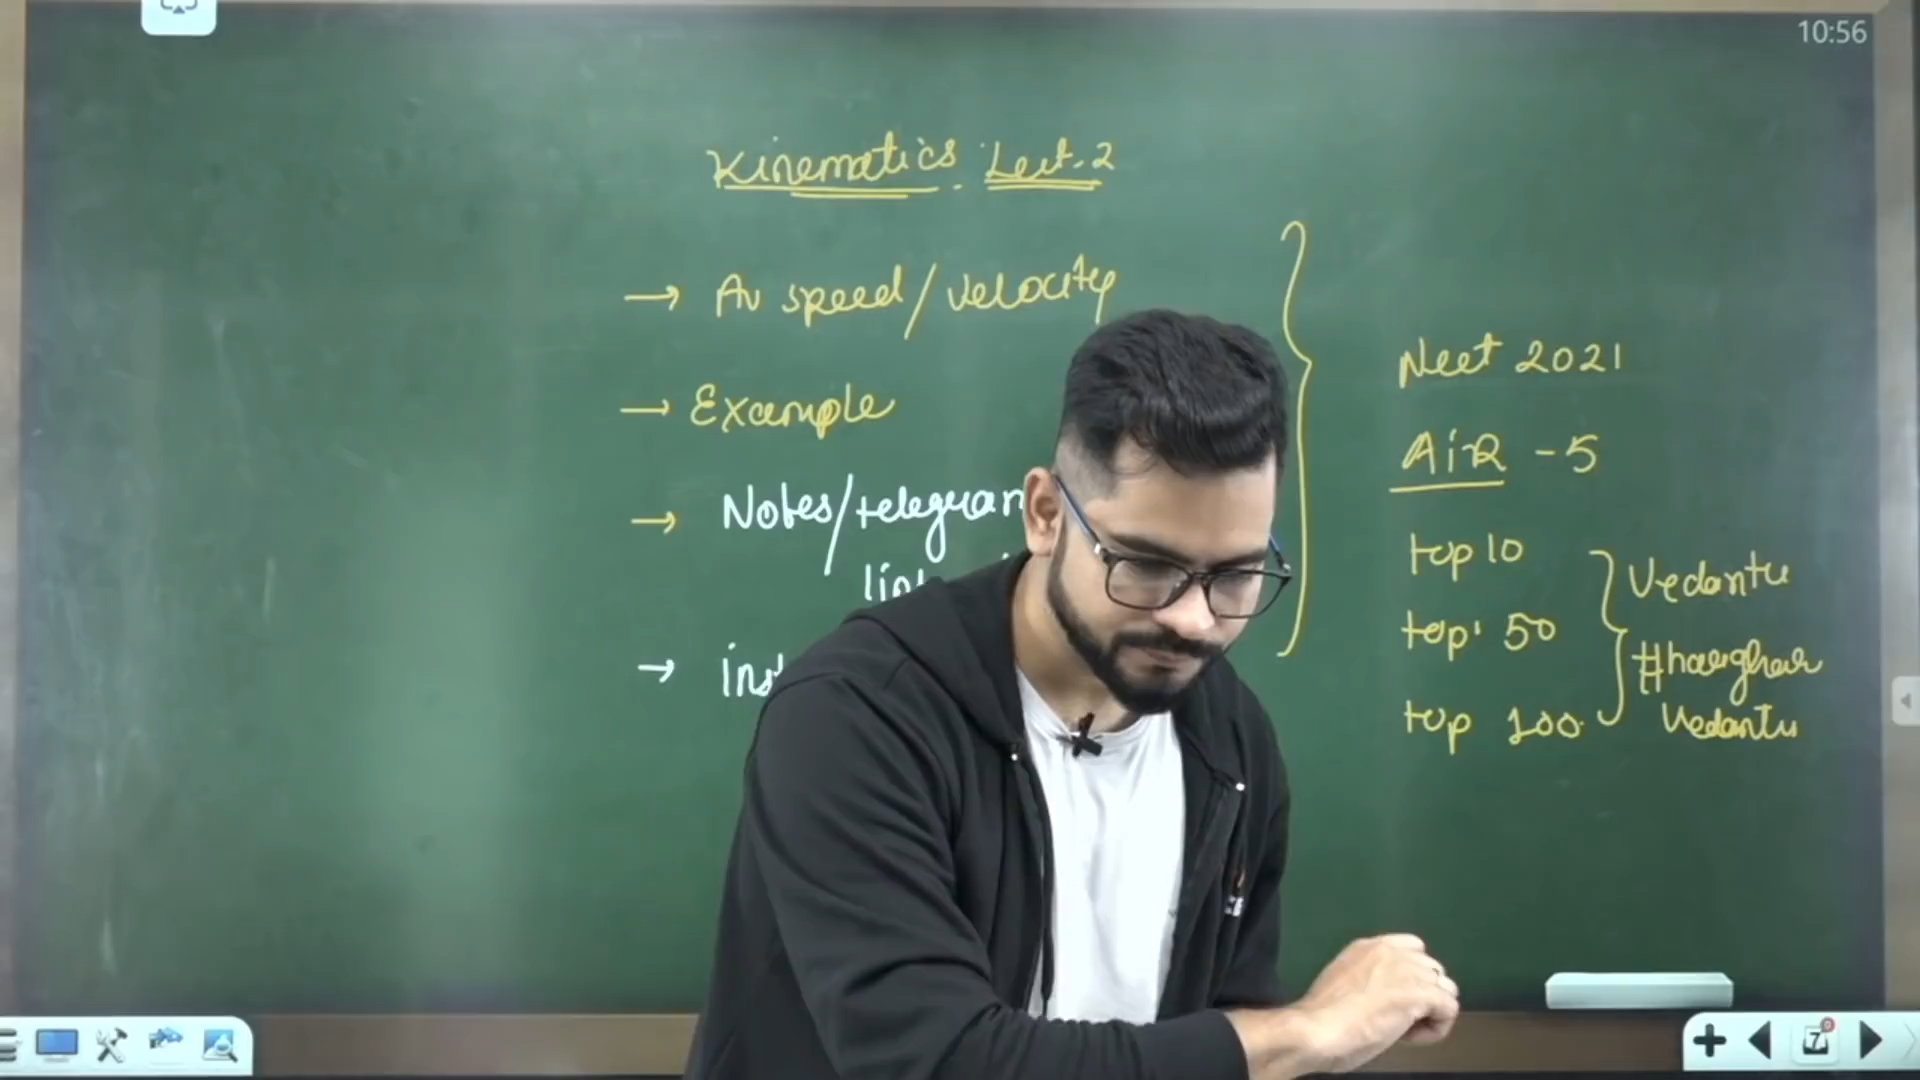 10:56
Kinematics Lect-2
→ Av speed/velocity
→ Example
→ Notes/telegram
→
Neet 2021
AiR - 5
top 10
top 50
top 100
Vedantu
#harghar
Vedantu
7